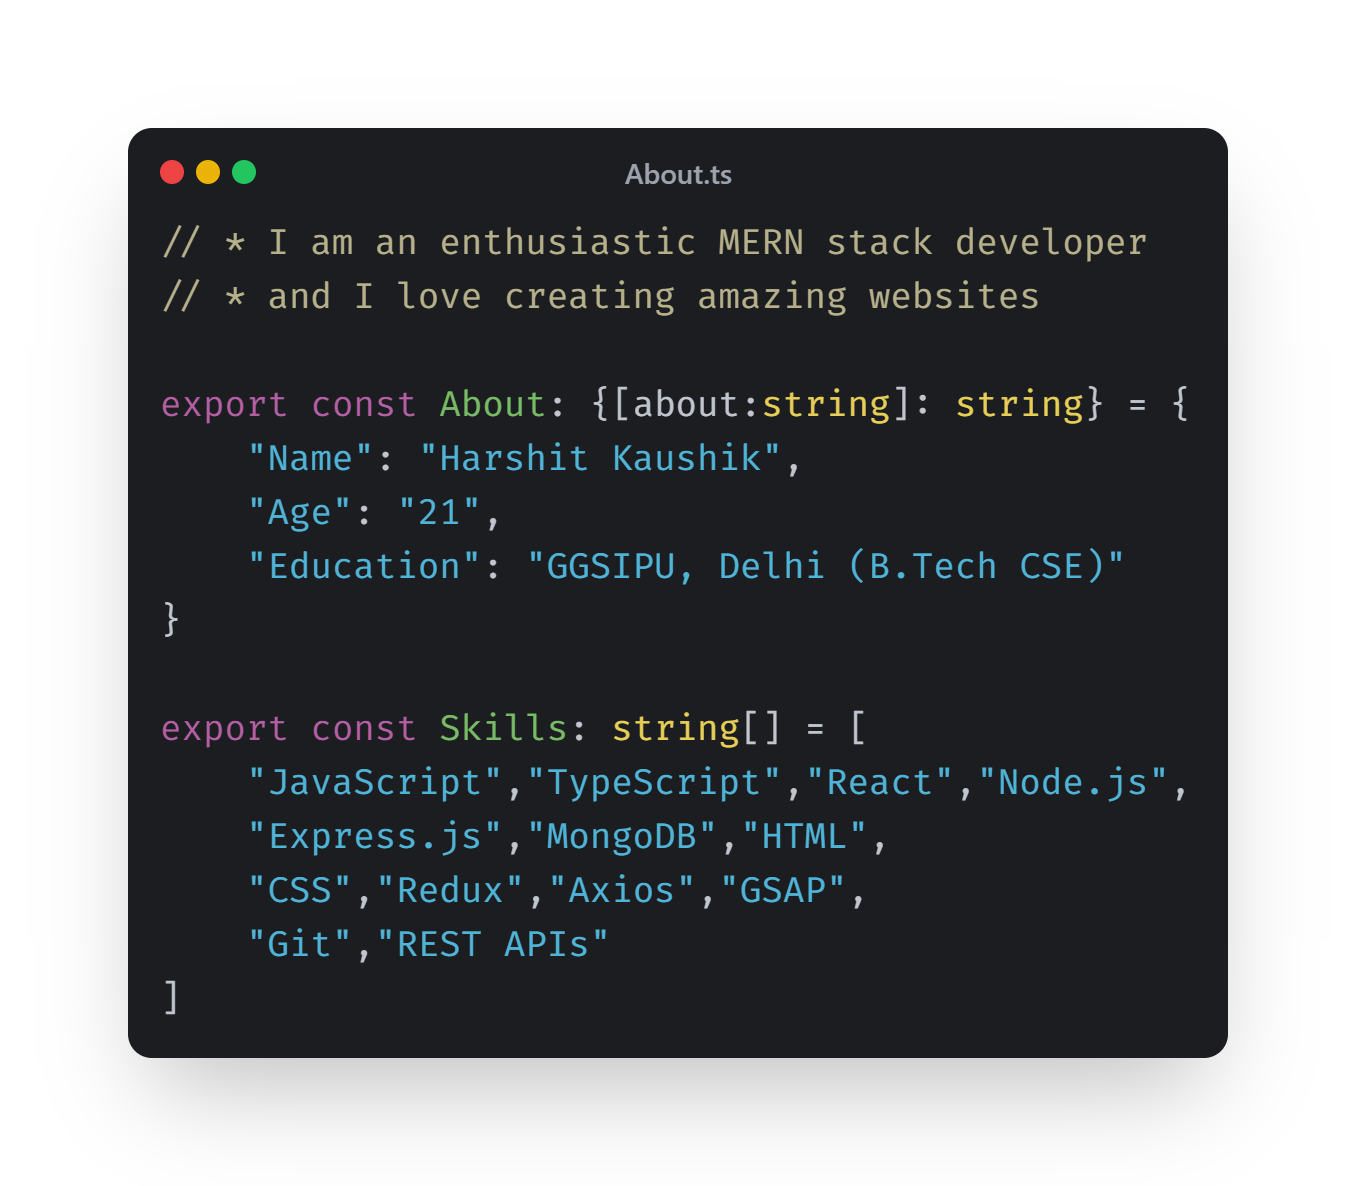 About.ts
// * I am an enthusiastic MERN stack developer
// * and I love creating amazing websites
export const About: {[about:string]: string} = {
    "Name": "Harshit Kaushik",
    "Age": "21",
    "Education": "GGSIPU, Delhi (B.Tech CSE)"
}
export const Skills: string[] = [
    "JavaScript","TypeScript","React","Node.js",
    "Express.js","MongoDB","HTML",
    "CSS","Redux","Axios","GSAP",
    "Git","REST APIs"
]